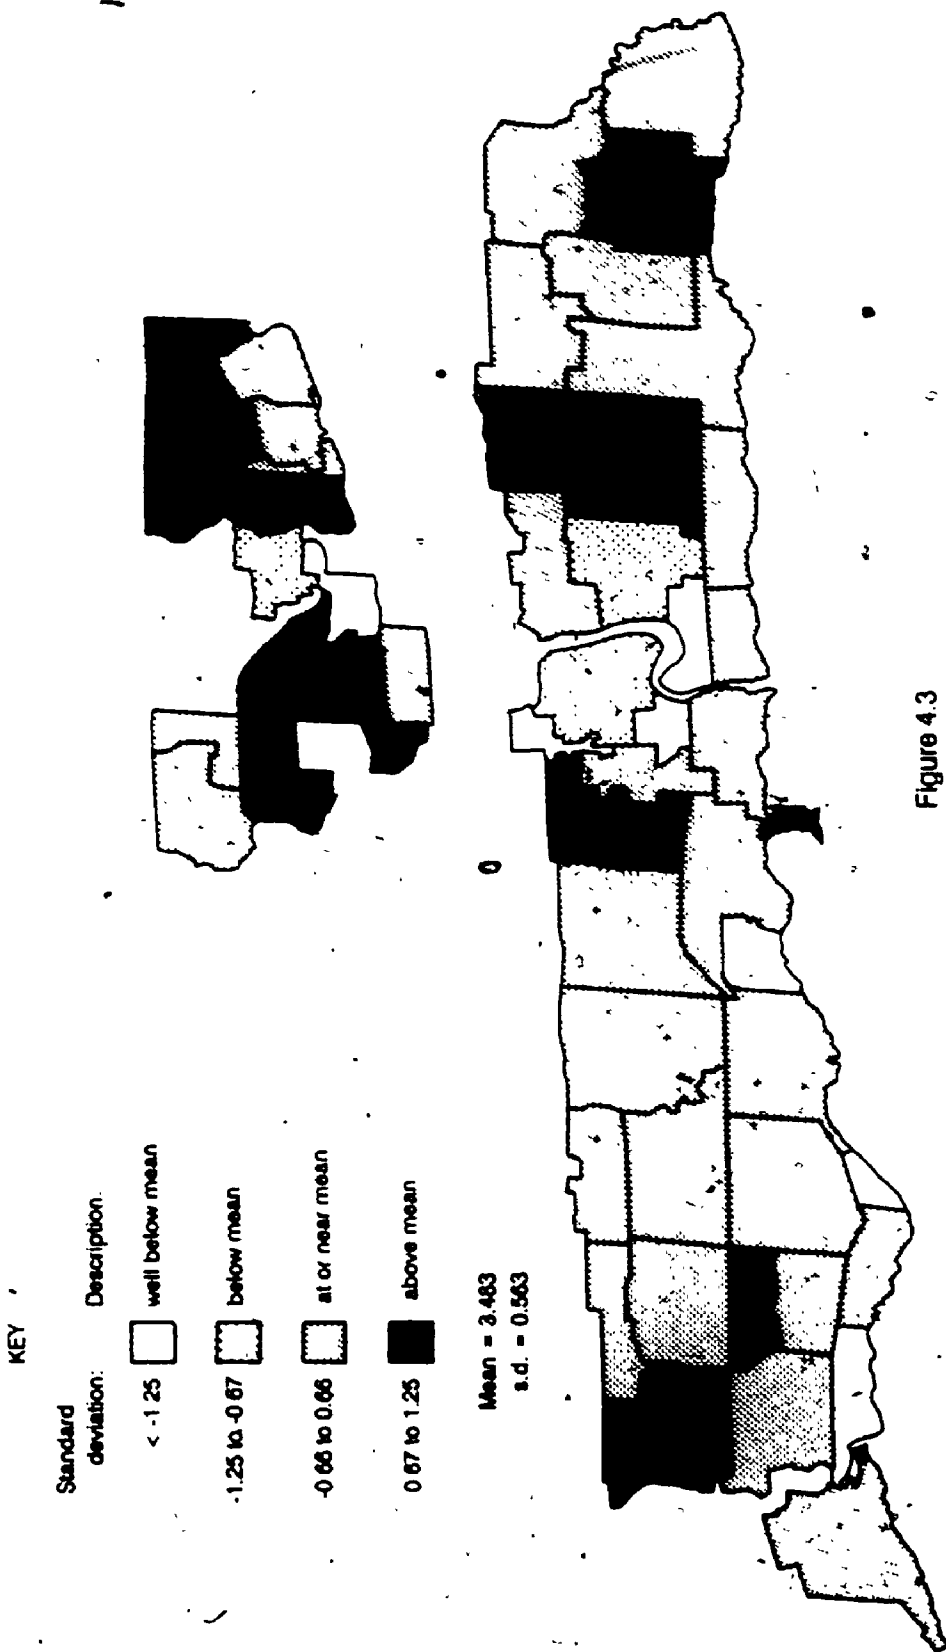 KEY
Standard
deviation:
Description
< -1 25
well below mean
-1.25 to -0 67
below mean
-0 66 to 0.66
at or near mean
0 67 to 1.25
above mean
Mean = 3.483
s.d. = 0.563
Figure 4.3